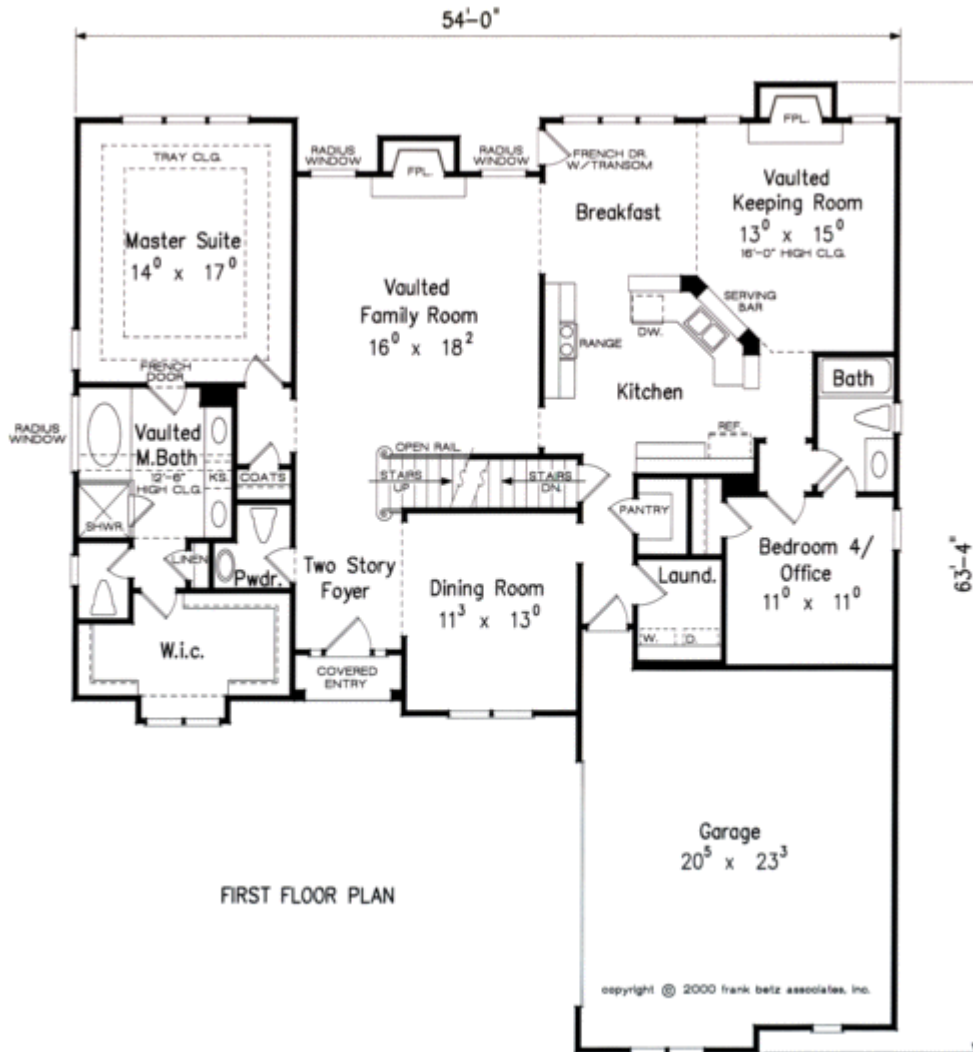 54'-0"
FPL.
TRAY CLG.
Master Suite
14⁰ x 17⁰
RADIUS
WINDOW
FPL.
RADIUS
WINDOW
FRENCH DR.
W/TRANSOM
Breakfast
Vaulted
Keeping Room
13⁰ x 15⁰
16'-0" HIGH CLG.
Vaulted
Family Room
16⁰ x 18²
SERVING
BAR
DW.
RANGE
Kitchen
REF.
Bath
FRENCH
DOOR
RADIUS
WINDOW
Vaulted
M.Bath
12'-6"
HIGH CLG.
KS.
COATS
SHWR.
LINEN
Pwdr.
W.i.c.
OPEN RAIL
STAIRS
UP
STAIRS
DN.
PANTRY
Two Story
Foyer
Dining Room
11³ x 13⁰
Laund.
W.
D.
Bedroom 4/
Office
11⁰ x 11⁰
63'-4"
COVERED
ENTRY
Garage
20⁵ x 23³
FIRST FLOOR PLAN
copyright © 2000 frank betz associates, inc.